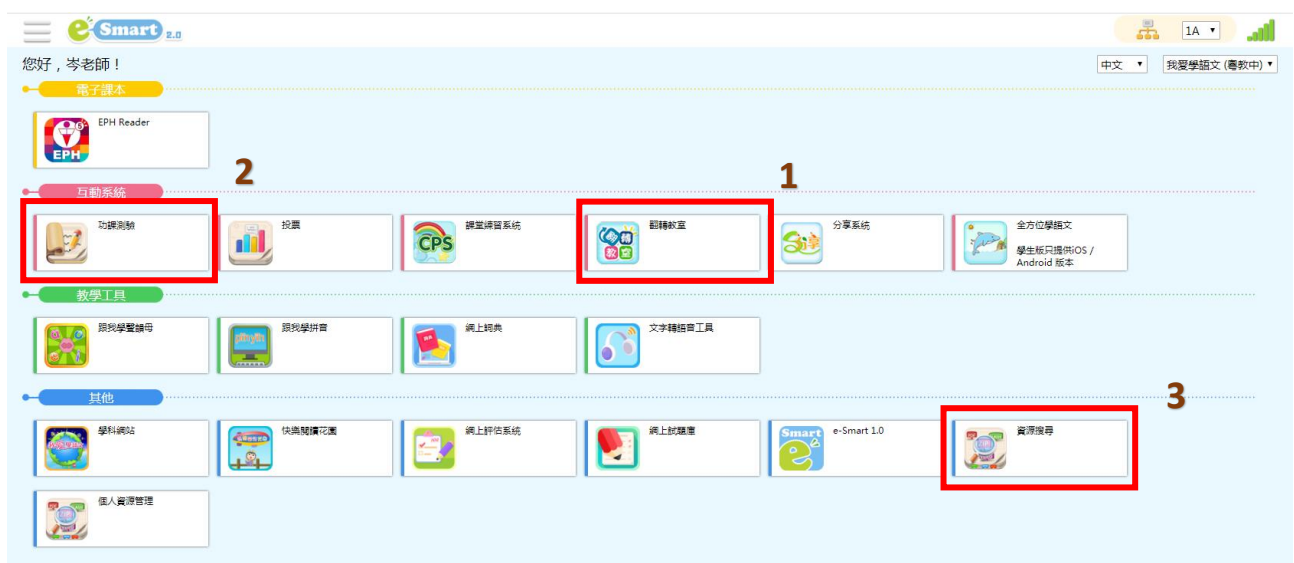 e Smart 2.0
1A
您好，岑老師！
中文
我愛學語文 (粵教中)
電子課本
EPH Reader
EPH
2
1
互動系統
功課測驗
投票
課堂練習系統
CPS
翻轉教室
分享系統
全方位學語文
學生版只提供iOS /
Android 版本
教學工具
跟我學聲韻母
跟我學拼音
pinyin
網上詞典
文字轉語音工具
其他
3
學科網站
快樂閱讀花園
網上評估系統
網上試題庫
Smart
e
e-Smart 1.0
資源搜尋
個人資源管理